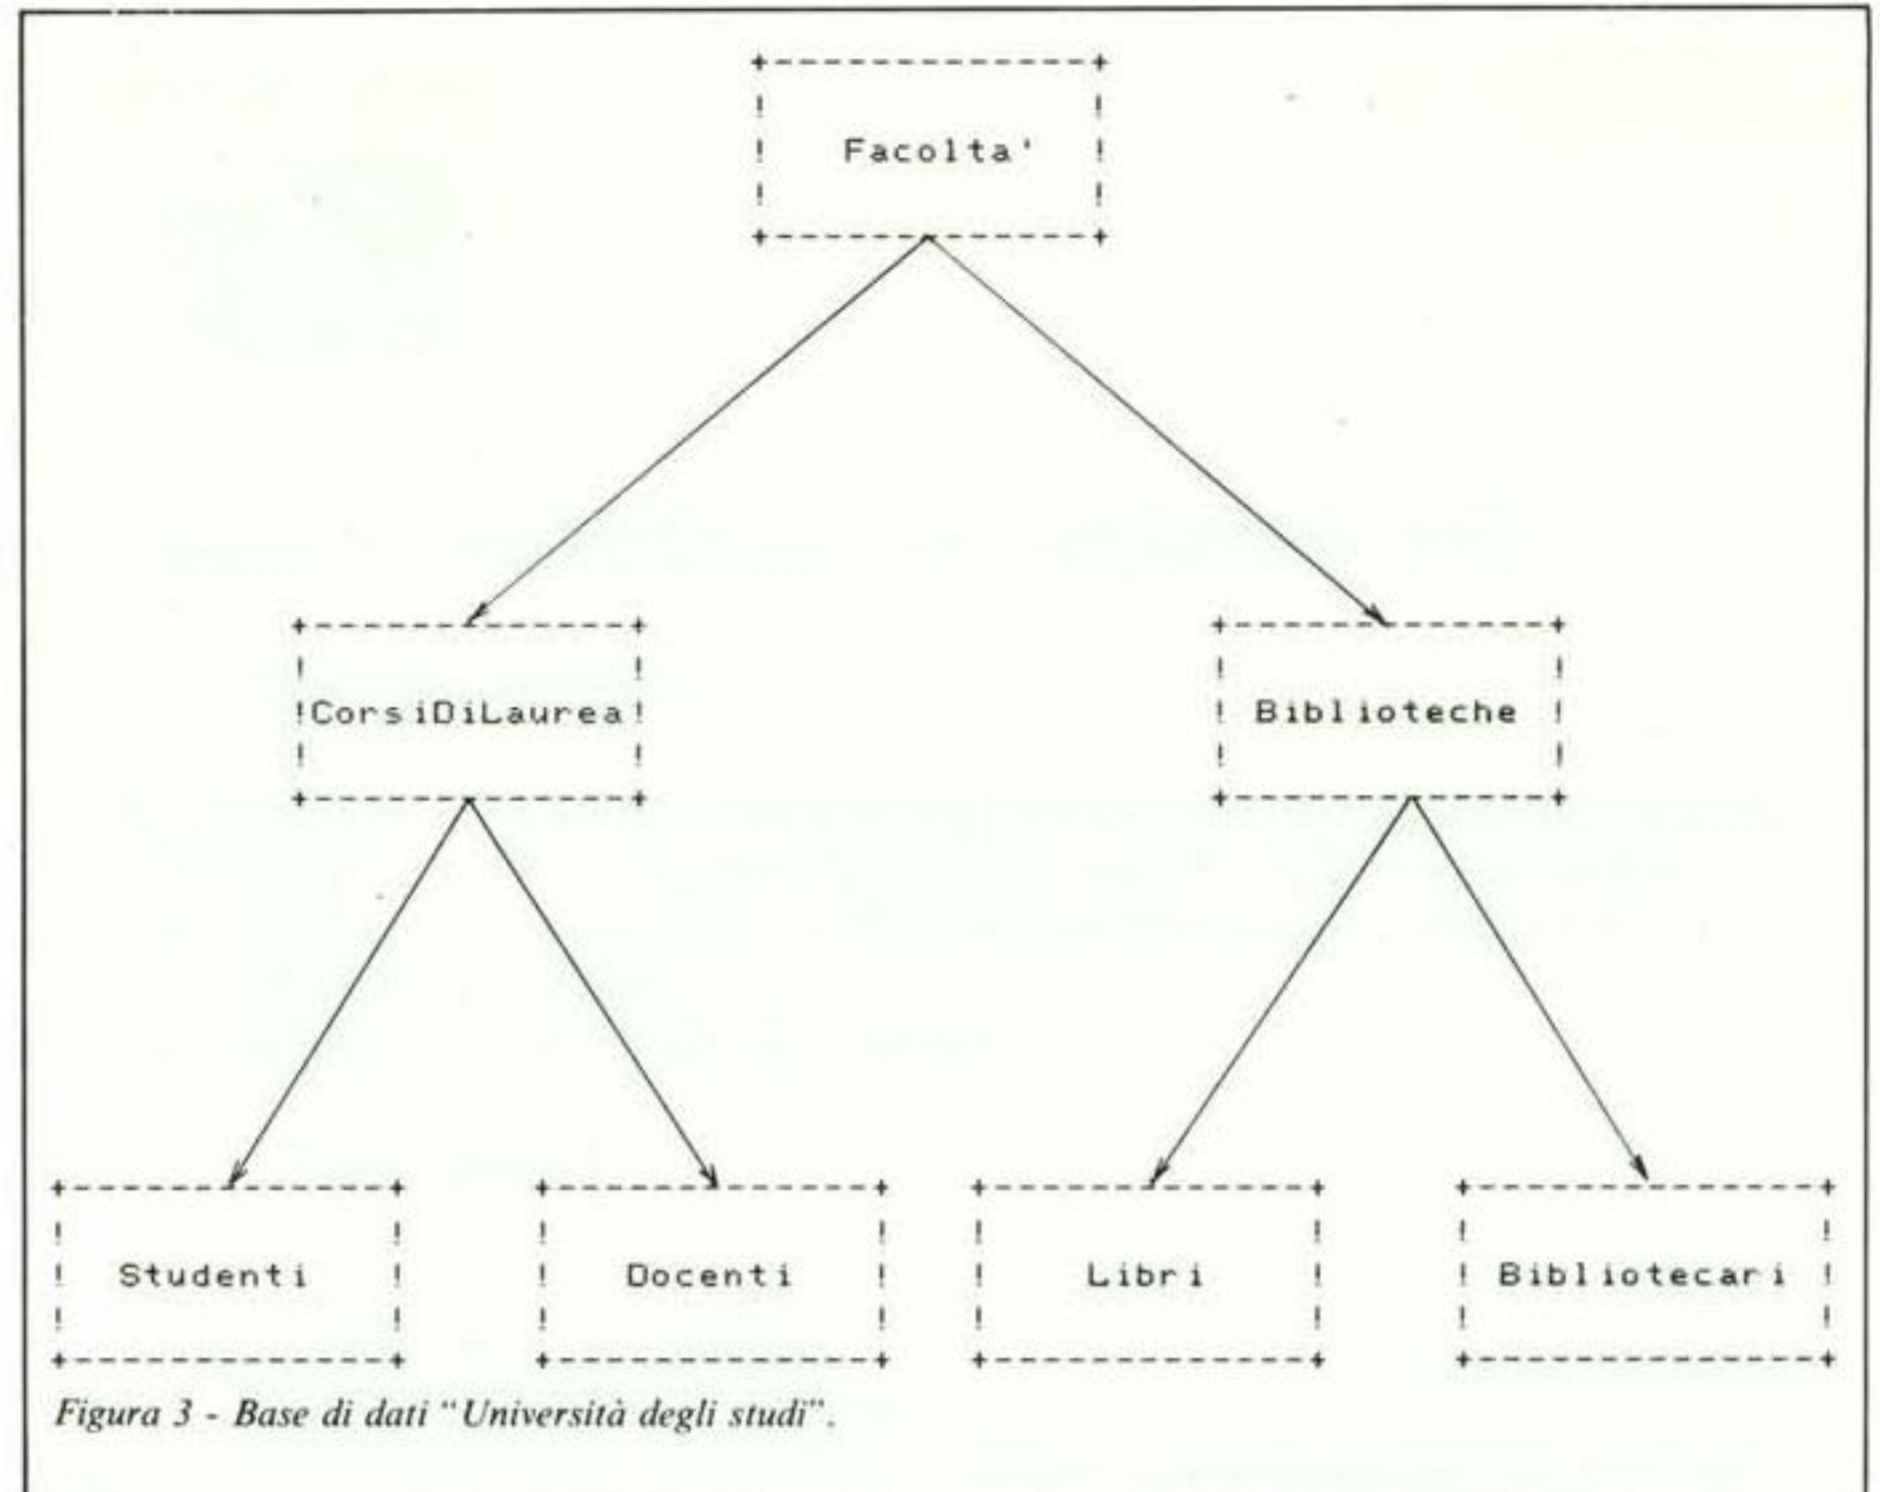 Facolta'
CorsiDiLaurea
Biblioteche
Studenti
Docenti
Libri
Bibliotecari
Figura 3 - Base di dati “Università degli studi”.